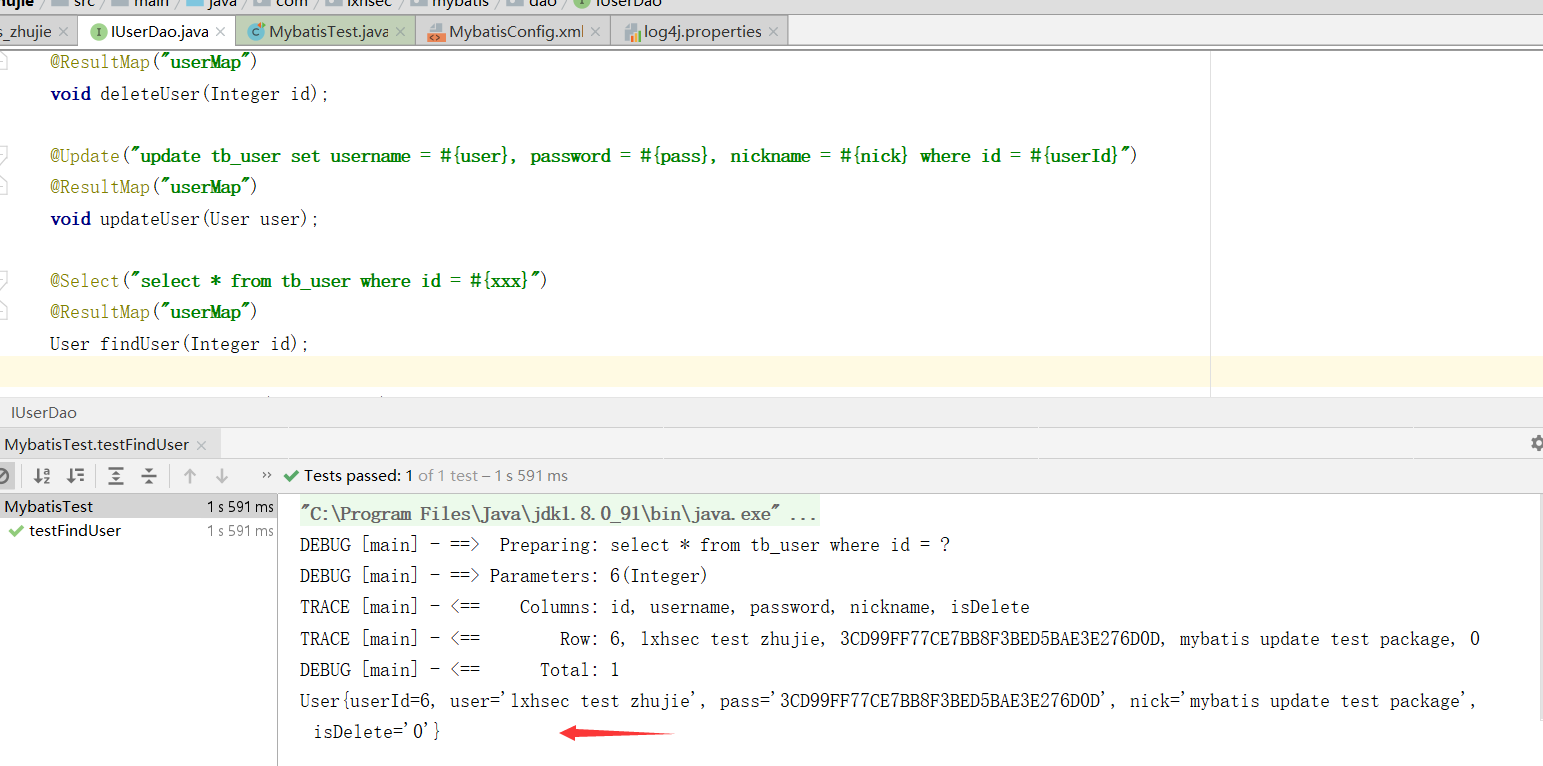 hujie / src / main / java / com / lxhsec / mybatis / dao / IUserDao
s_zhujie × IUserDao.java × MybatisTest.java × MybatisConfig.xml × log4j.properties ×
@ResultMap("userMap")
void deleteUser(Integer id);
@Update("update tb_user set username = #{user}, password = #{pass}, nickname = #{nick} where id = #{userId}")
@ResultMap("userMap")
void updateUser(User user);
@Select("select * from tb_user where id = #{xxx}")
@ResultMap("userMap")
User findUser(Integer id);
IUserDao
MybatisTest.testFindUser ×
Tests passed: 1 of 1 test – 1 s 591 ms
MybatisTest 1 s 591 ms
testFindUser 1 s 591 ms
"C:\Program Files\Java\jdk1.8.0_91\bin\java.exe" ...
DEBUG [main] - ==>  Preparing: select * from tb_user where id = ?
DEBUG [main] - ==> Parameters: 6(Integer)
TRACE [main] - <==    Columns: id, username, password, nickname, isDelete
TRACE [main] - <==        Row: 6, lxhsec test zhujie, 3CD99FF77CE7BB8F3BED5BAE3E276D0D, mybatis update test package, 0
DEBUG [main] - <==      Total: 1
User{userId=6, user='lxhsec test zhujie', pass='3CD99FF77CE7BB8F3BED5BAE3E276D0D', nick='mybatis update test package',
isDelete='0'}